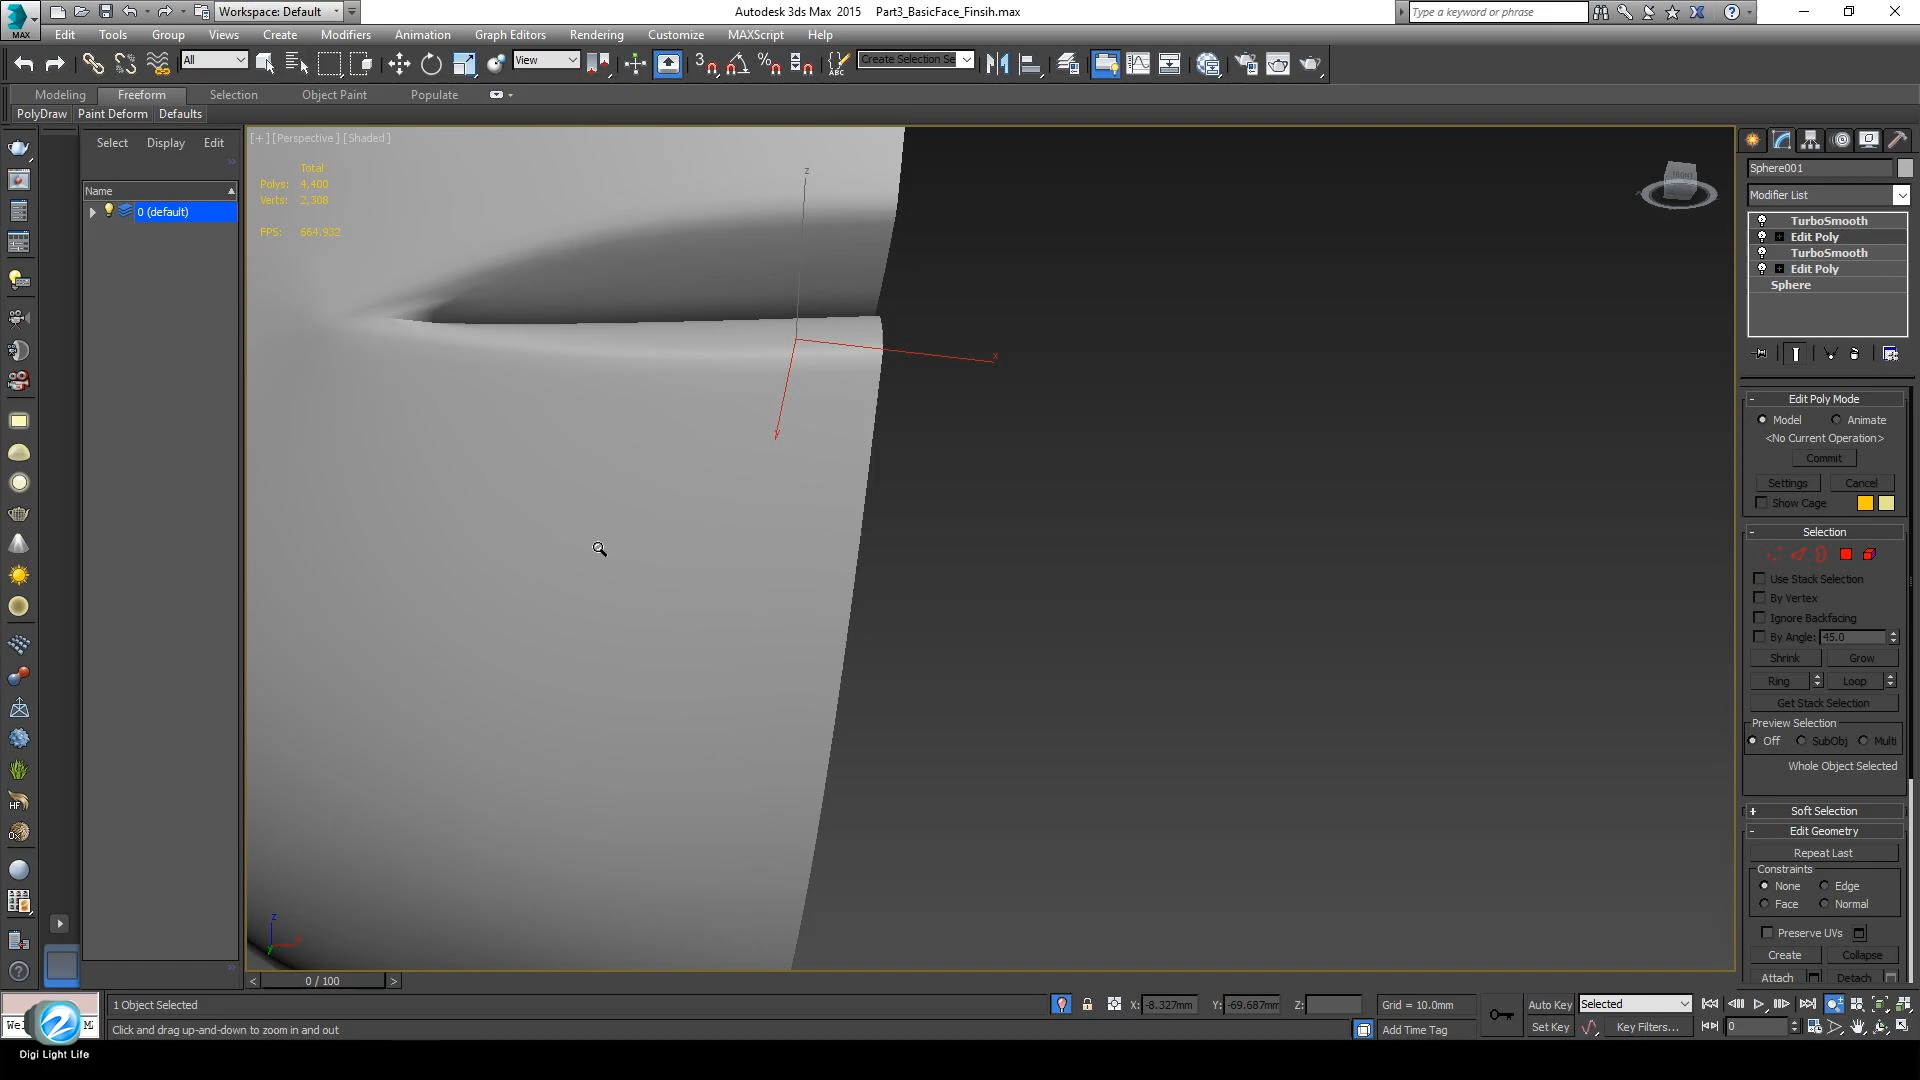 MAX
Workspace: Default
Autodesk 3ds Max 2015 Part3_BasicFace_Finsih.max
Type a keyword or phrase
Edit Tools Group Views Create Modifiers Animation Graph Editors Rendering Customize MAXScript Help
All
View
3
ABC
Create Selection Se
Modeling Freeform Selection Object Paint Populate
PolyDraw Paint Deform Defaults
Select Display Edit
Name
0 (default)
[+] [Perspective ] [Shaded ]
Total
Polys: 4,400
Verts: 2,308
FPS: 664.932
z
x
y
z
y
FRONT
Sphere001
Modifier List
TurboSmooth
Edit Poly
TurboSmooth
Edit Poly
Sphere
Edit Poly Mode
Model Animate
<No Current Operation>
Commit
Settings Cancel
Show Cage
Selection
Use Stack Selection
By Vertex
Ignore Backfacing
By Angle: 45.0
Shrink Grow
Ring Loop
Get Stack Selection
Preview Selection
Off SubObj Multi
Whole Object Selected
Soft Selection
Edit Geometry
Repeat Last
Constraints
None Edge
Face Normal
Preserve UVs
Create Collapse
Attach Detach
HF
0 / 100
1 Object Selected
X: -8.327mm Y: -69.687mm Z:
Grid = 10.0mm
Auto Key Selected
Click and drag up-and-down to zoom in and out
Add Time Tag
Set Key Key Filters...
0
Digi Light Life